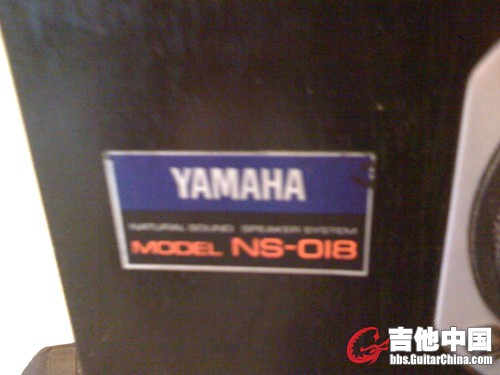 YAMAHA
NATURAL SOUND SPEAKER SYSTEM
MODEL NS-018
吉他中国
bbs.GuitarChina.com